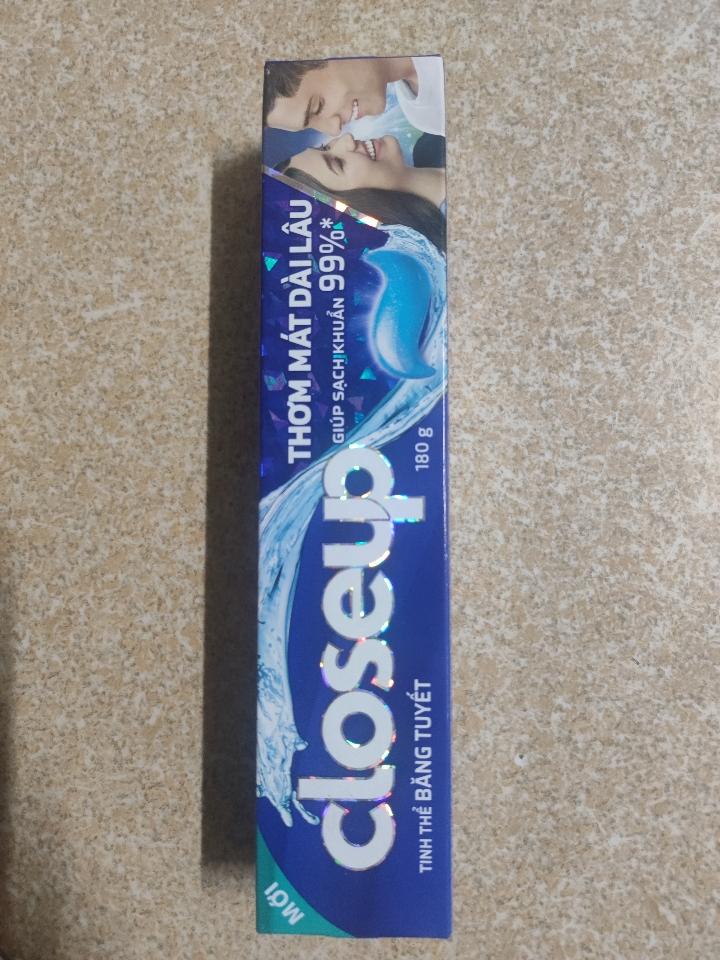 MỚI
closeup
TINH THỂ BĂNG TUYẾT
THƠM MÁT DÀI LÂU
GIÚP SẠCH KHUẨN 99%*
180 g